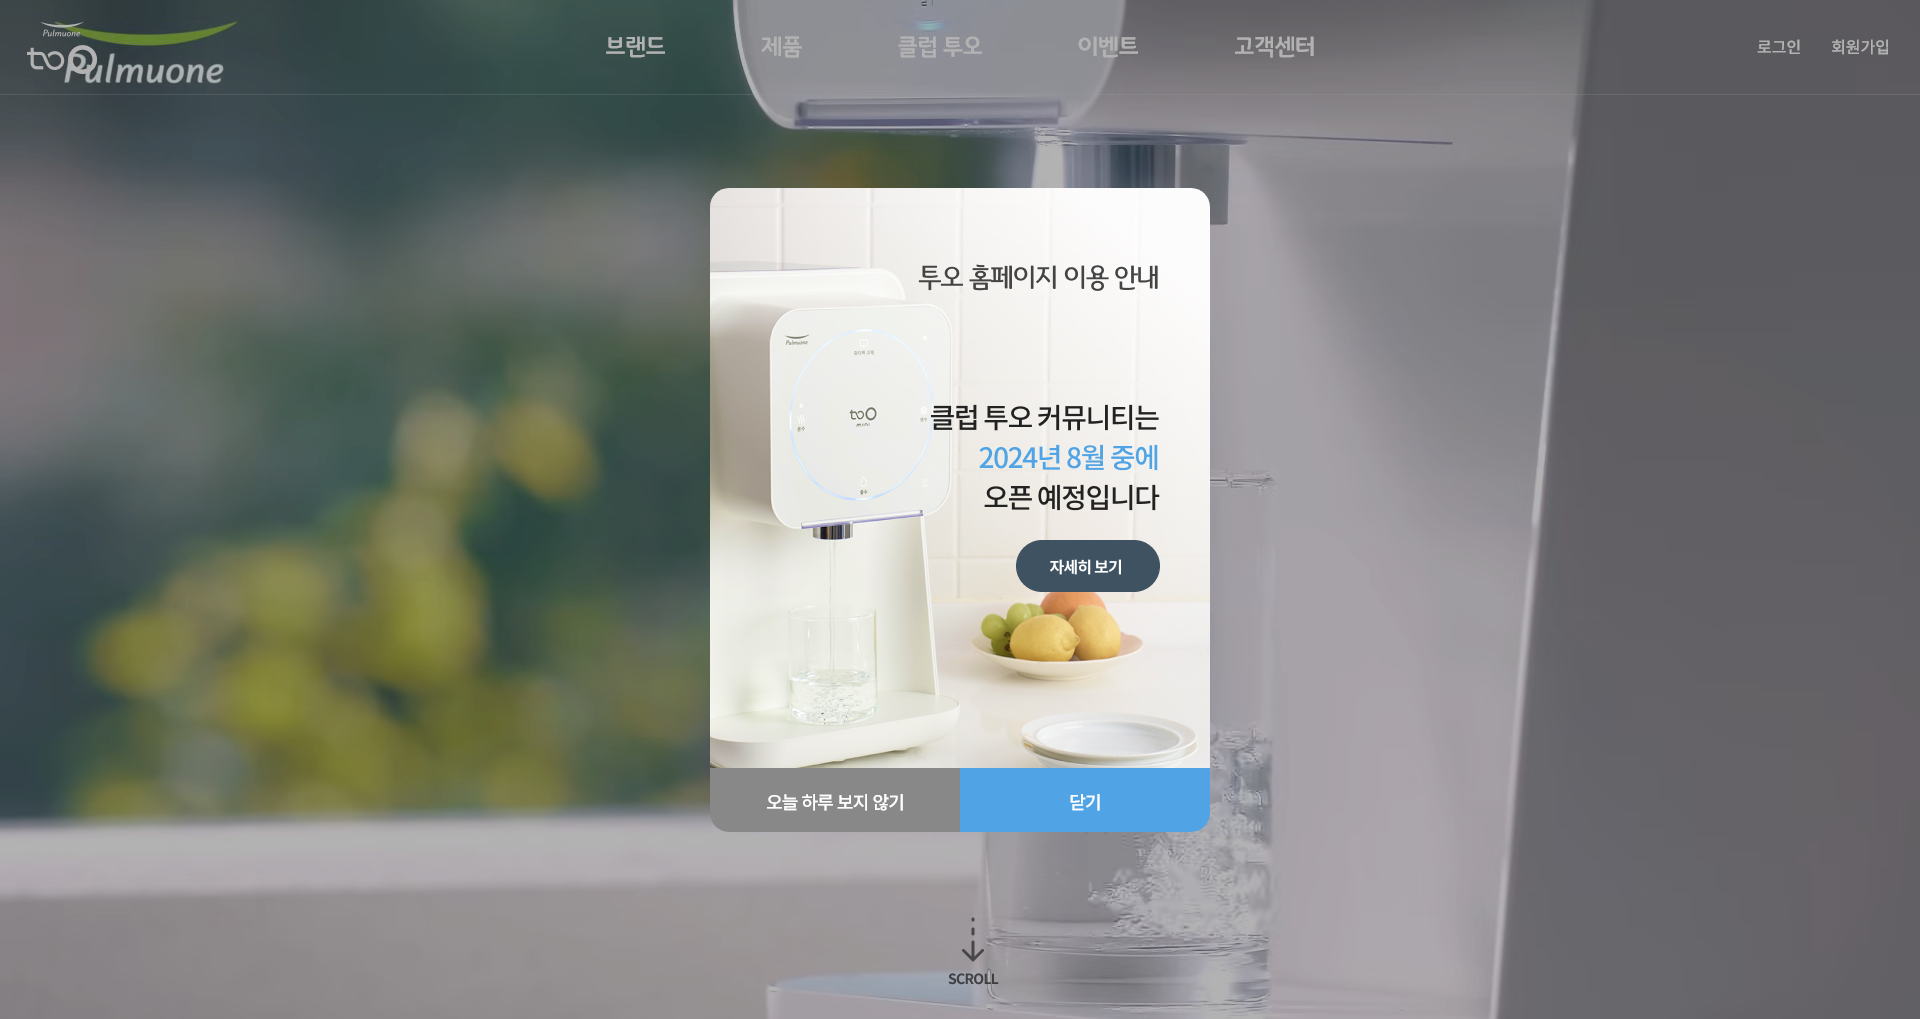 Pulmuone
tooO
Pulmuone
브랜드
제품
클럽 투오
이벤트
고객센터
로그인
회원가입
투오 홈페이지 이용 안내
Pulmuone
tooO
mini
클럽 투오 커뮤니티는
2024년 8월 중에
오픈 예정입니다
자세히 보기
오늘 하루 보지 않기
닫기
SCROLL